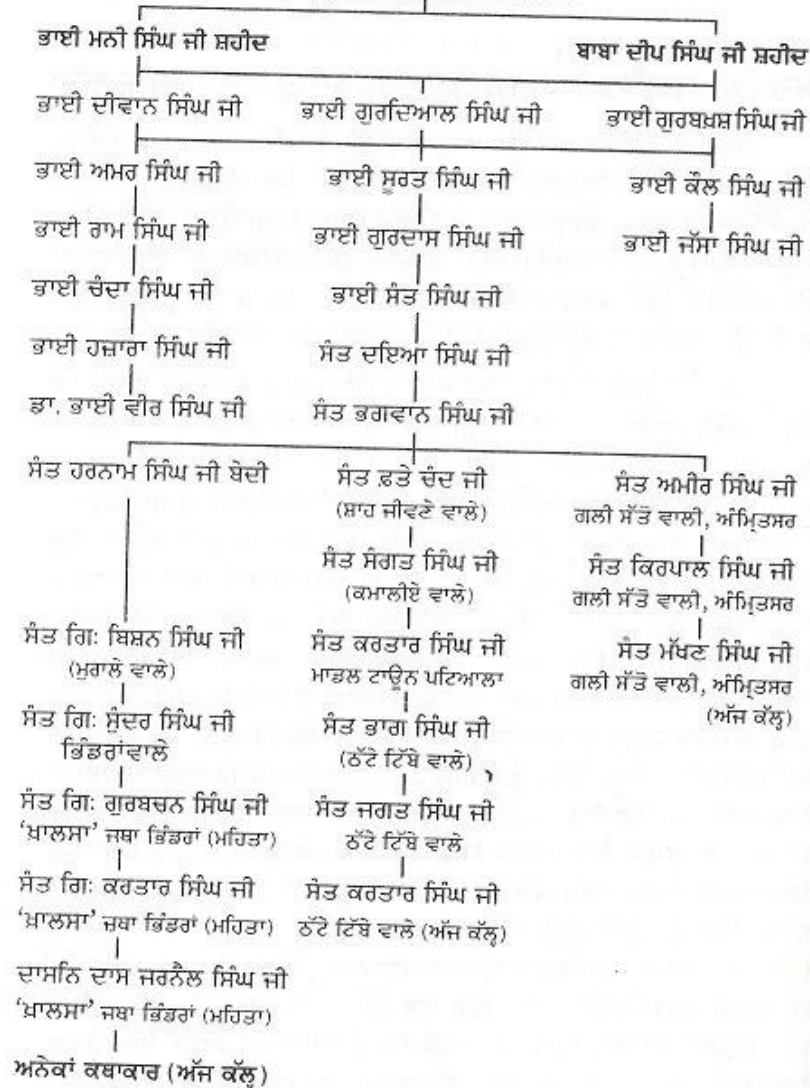 ਭਾਈ ਮਨੀ ਸਿੰਘ ਜੀ ਸ਼ਹੀਦ
ਬਾਬਾ ਦੀਪ ਸਿੰਘ ਜੀ ਸ਼ਹੀਦ
ਭਾਈ ਦੀਵਾਨ ਸਿੰਘ ਜੀ
ਭਾਈ ਗੁਰਦਿਆਲ ਸਿੰਘ ਜੀ
ਭਾਈ ਗੁਰਬਖ਼ਸ਼ ਸਿੰਘ ਜੀ
ਭਾਈ ਅਮਰ ਸਿੰਘ ਜੀ
ਭਾਈ ਸੂਰਤ ਸਿੰਘ ਜੀ
ਭਾਈ ਕੌਲ ਸਿੰਘ ਜੀ
ਭਾਈ ਰਾਮ ਸਿੰਘ ਜੀ
ਭਾਈ ਗੁਰਦਾਸ ਸਿੰਘ ਜੀ
ਭਾਈ ਜੱਸਾ ਸਿੰਘ ਜੀ
ਭਾਈ ਚੰਦਾ ਸਿੰਘ ਜੀ
ਭਾਈ ਸੰਤ ਸਿੰਘ ਜੀ
ਭਾਈ ਹਜ਼ਾਰਾ ਸਿੰਘ ਜੀ
ਸੰਤ ਦਇਆ ਸਿੰਘ ਜੀ
ਡਾ. ਭਾਈ ਵੀਰ ਸਿੰਘ ਜੀ
ਸੰਤ ਭਗਵਾਨ ਸਿੰਘ ਜੀ
ਸੰਤ ਹਰਨਾਮ ਸਿੰਘ ਜੀ ਬੇਦੀ
ਸੰਤ ਫ਼ਤੇ ਚੰਦ ਜੀ
(ਸ਼ਾਹ ਜੀਵਣੇ ਵਾਲੇ)
ਸੰਤ ਅਮੀਰ ਸਿੰਘ ਜੀ
ਗਲੀ ਸੱਤੋ ਵਾਲੀ, ਅੰਮ੍ਰਿਤਸਰ
ਸੰਤ ਸੰਗਤ ਸਿੰਘ ਜੀ
(ਕਮਾਲੀਏ ਵਾਲੇ)
ਸੰਤ ਕਿਰਪਾਲ ਸਿੰਘ ਜੀ
ਗਲੀ ਸੱਤੋ ਵਾਲੀ, ਅੰਮ੍ਰਿਤਸਰ
ਸੰਤ ਗਿ: ਬਿਸ਼ਨ ਸਿੰਘ ਜੀ
(ਮੁਰਾਲੇ ਵਾਲੇ)
ਸੰਤ ਕਰਤਾਰ ਸਿੰਘ ਜੀ
ਮਾਡਲ ਟਾਊਨ ਪਟਿਆਲਾ
ਸੰਤ ਮੱਖਣ ਸਿੰਘ ਜੀ
ਗਲੀ ਸੱਤੋ ਵਾਲੀ, ਅੰਮ੍ਰਿਤਸਰ
(ਅੱਜ ਕੱਲ੍ਹ)
ਸੰਤ ਗਿ: ਸੁੰਦਰ ਸਿੰਘ ਜੀ
ਭਿੰਡਰਾਂਵਾਲੇ
ਸੰਤ ਭਾਗ ਸਿੰਘ ਜੀ
(ਠੱਟੇ ਟਿੱਬੇ ਵਾਲੇ)
ਸੰਤ ਗਿ: ਗੁਰਬਚਨ ਸਿੰਘ ਜੀ
‘ਖ਼ਾਲਸਾ’ ਜਥਾ ਭਿੰਡਰਾਂ (ਮਹਿਤਾ)
ਸੰਤ ਜਗਤ ਸਿੰਘ ਜੀ
ਠੱਟੇ ਟਿੱਬੇ ਵਾਲੇ
ਸੰਤ ਗਿ: ਕਰਤਾਰ ਸਿੰਘ ਜੀ
‘ਖ਼ਾਲਸਾ’ ਜਥਾ ਭਿੰਡਰਾਂ (ਮਹਿਤਾ)
ਸੰਤ ਕਰਤਾਰ ਸਿੰਘ ਜੀ
ਠੱਟੇ ਟਿੱਬੇ ਵਾਲੇ (ਅੱਜ ਕੱਲ੍ਹ)
ਦਾਸਨਿ ਦਾਸ ਜਰਨੈਲ ਸਿੰਘ ਜੀ
‘ਖ਼ਾਲਸਾ’ ਜਥਾ ਭਿੰਡਰਾਂ (ਮਹਿਤਾ)
ਅਨੇਕਾਂ ਕਥਾਕਾਰ (ਅੱਜ ਕੱਲ੍ਹ)